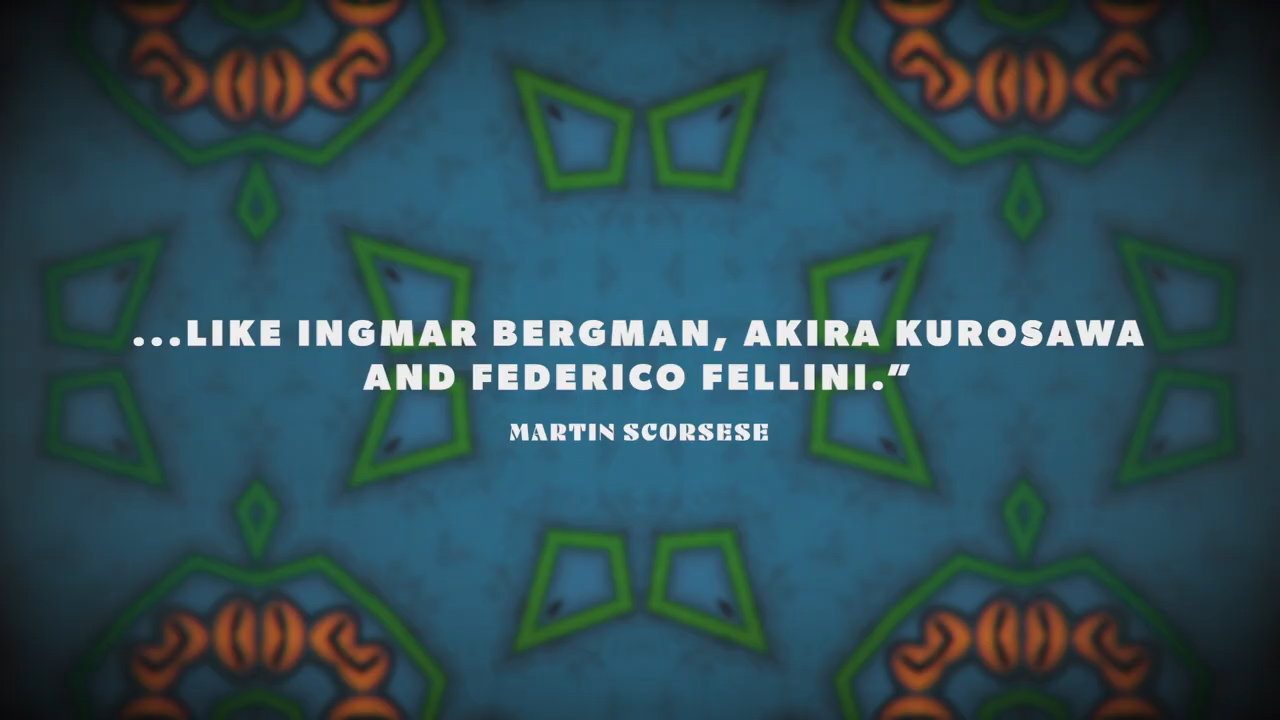 ...LIKE INGMAR BERGMAN, AKIRA KUROSAWA
AND FEDERICO FELLINI.”
MARTIN SCORSESE